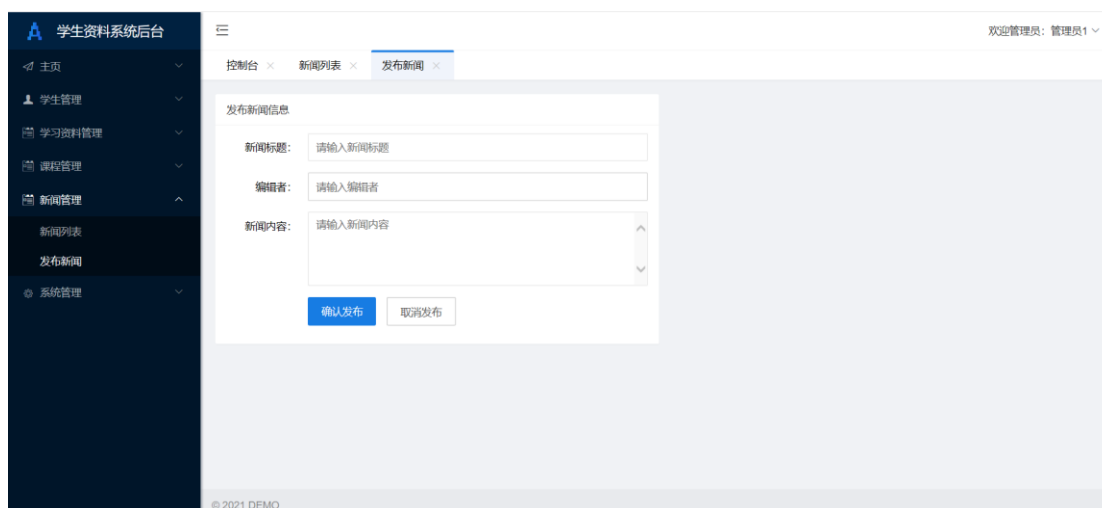 学生资料系统后台
欢迎管理员：管理员1
主页
学生管理
学习资料管理
课程管理
新闻管理
新闻列表
发布新闻
系统管理
控制台 新闻列表 发布新闻
发布新闻信息
新闻标题： 请输入新闻标题
编辑者： 请输入编辑者
新闻内容： 请输入新闻内容
确认发布 取消发布
© 2021 DEMO